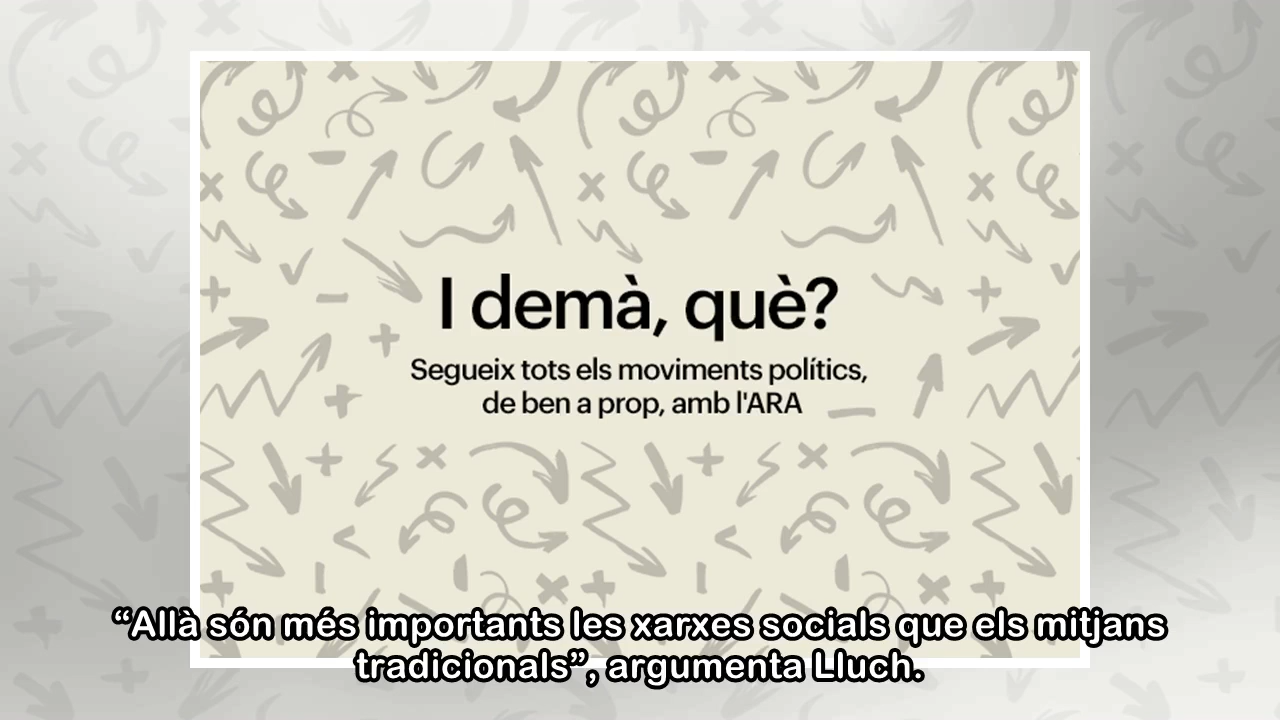 I demà, què?
Segueix tots els moviments polítics,
de ben a prop, amb l'ARA
“Allà són més importants les xarxes socials que els mitjans
tradicionals”, argumenta Lluch.